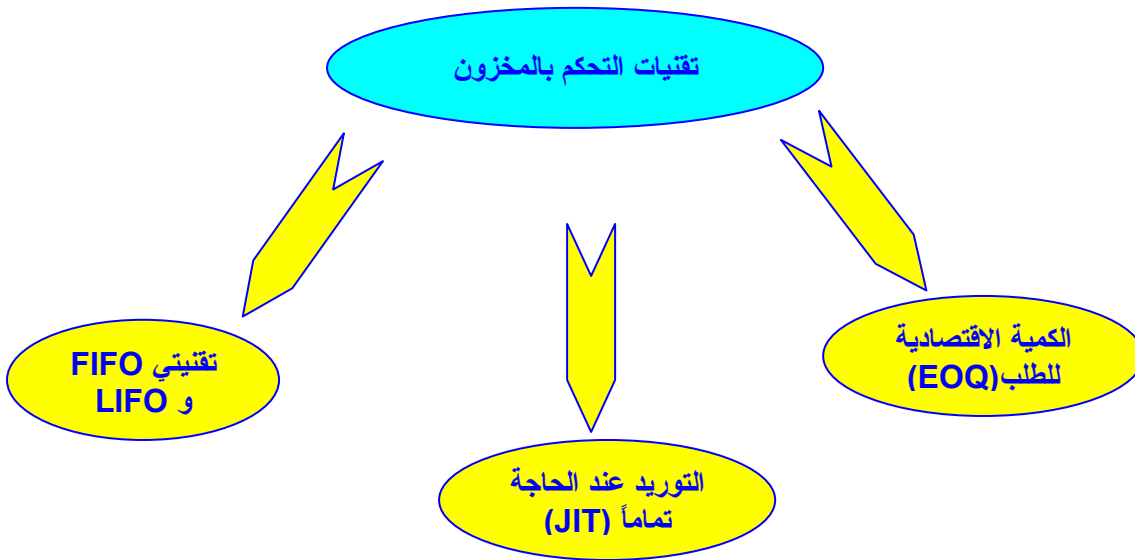 تقنيات التحكم بالمخزون
الكمية الاقتصادية
للطلب(EOQ)
التوريد عند الحاجة
تماماً (JIT)
تقنيتي FIFO
و LIFO